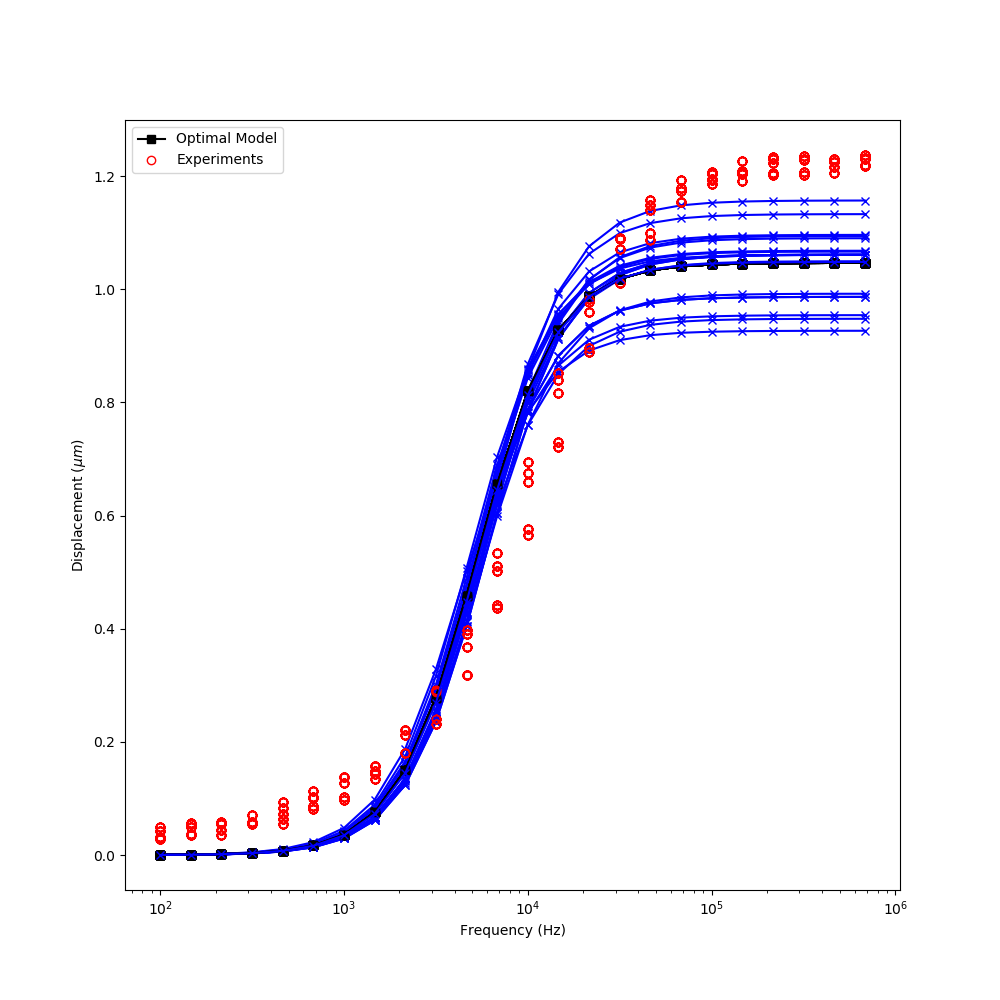 Optimal Model
Experiments
1.2
1.0
0.8
0.6
0.4
0.2
0.0
Displacement (μm)
10² 10³ 10⁴ 10⁵ 10⁶
Frequency (Hz)